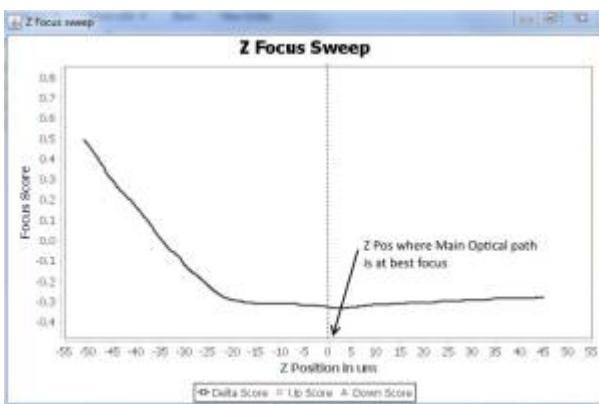 Z Focus sweep
Z Focus Sweep
0.8
0.7
0.6
0.5
0.4
0.3
0.2
0.1
0.0
-0.1
-0.2
-0.3
-0.4
Focus Score
Z Pos where Main Optical path
is at best focus
-55 -50 -45 -40 -35 -30 -25 -20 -15 -10 -5 0 5 10 15 20 25 30 35 40 45 50 55
Z Position in um
Delta Score Up Score Down Score